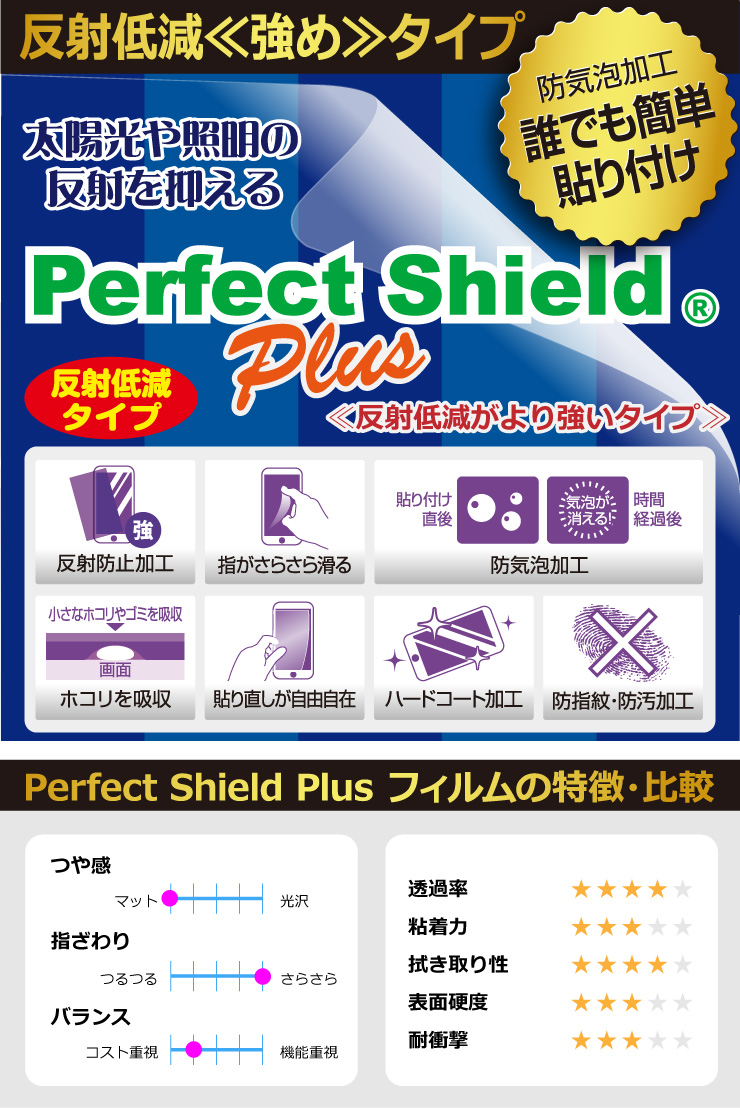 反射低減≪強め≫タイプ
防気泡加工
誰でも簡単
貼り付け
太陽光や照明の
反射を抑える
Perfect Shield ®
Plus
反射低減
タイプ
≪反射低減がより強いタイプ≫
強
反射防止加工
指がさらさら滑る
貼り付け
直後
気泡が
消える!
時間
経過後
防気泡加工
小さなホコリやゴミを吸収
画面
ホコリを吸収
貼り直しが自由自在
ハードコート加工
防指紋・防汚加工
Perfect Shield Plus フィルムの特徴・比較
つや感
マット 光沢
指ざわり
つるつる さらさら
バランス
コスト重視 機能重視
透過率 ★★★★★
粘着力 ★★★★★
拭き取り性 ★★★★★
表面硬度 ★★★★★
耐衝撃 ★★★★★